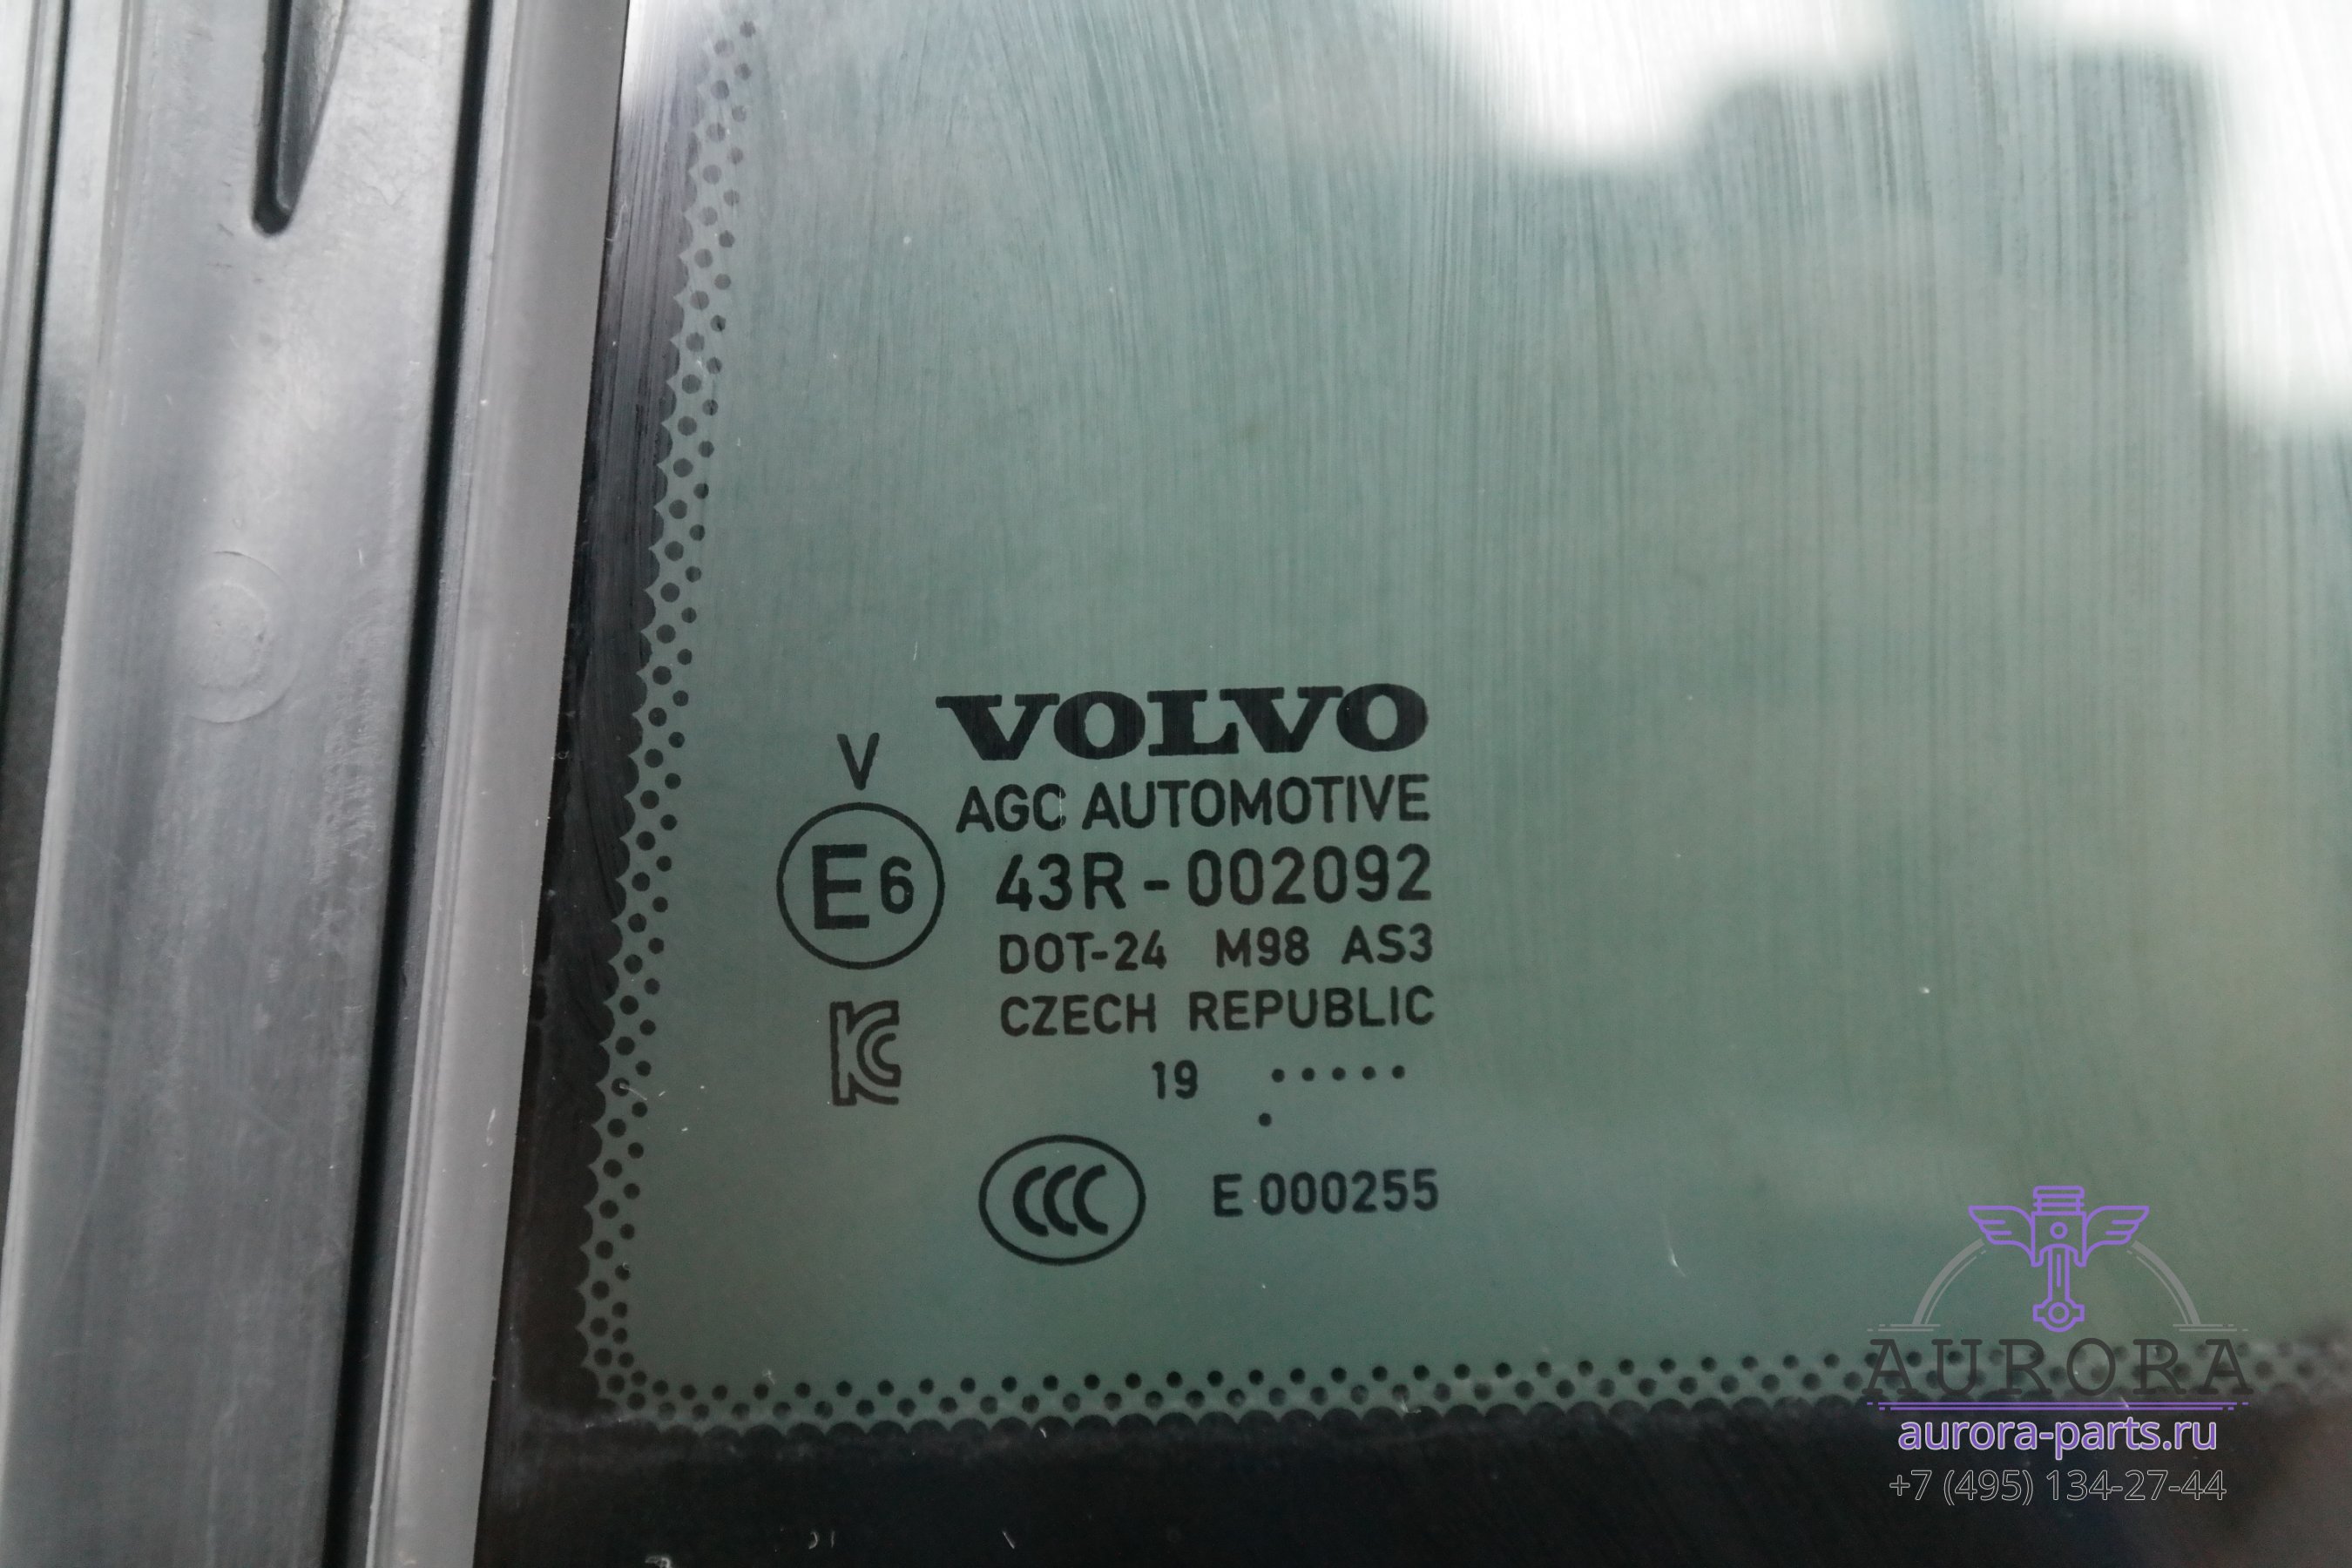 VOLVO
V
AGC AUTOMOTIVE
E6
43R-002092
DOT-24 M98 AS3
CZECH REPUBLIC
KC
19 .....
.
CCC
E 000255
AURORA
aurora-parts.ru
+7 (495) 134-27-44